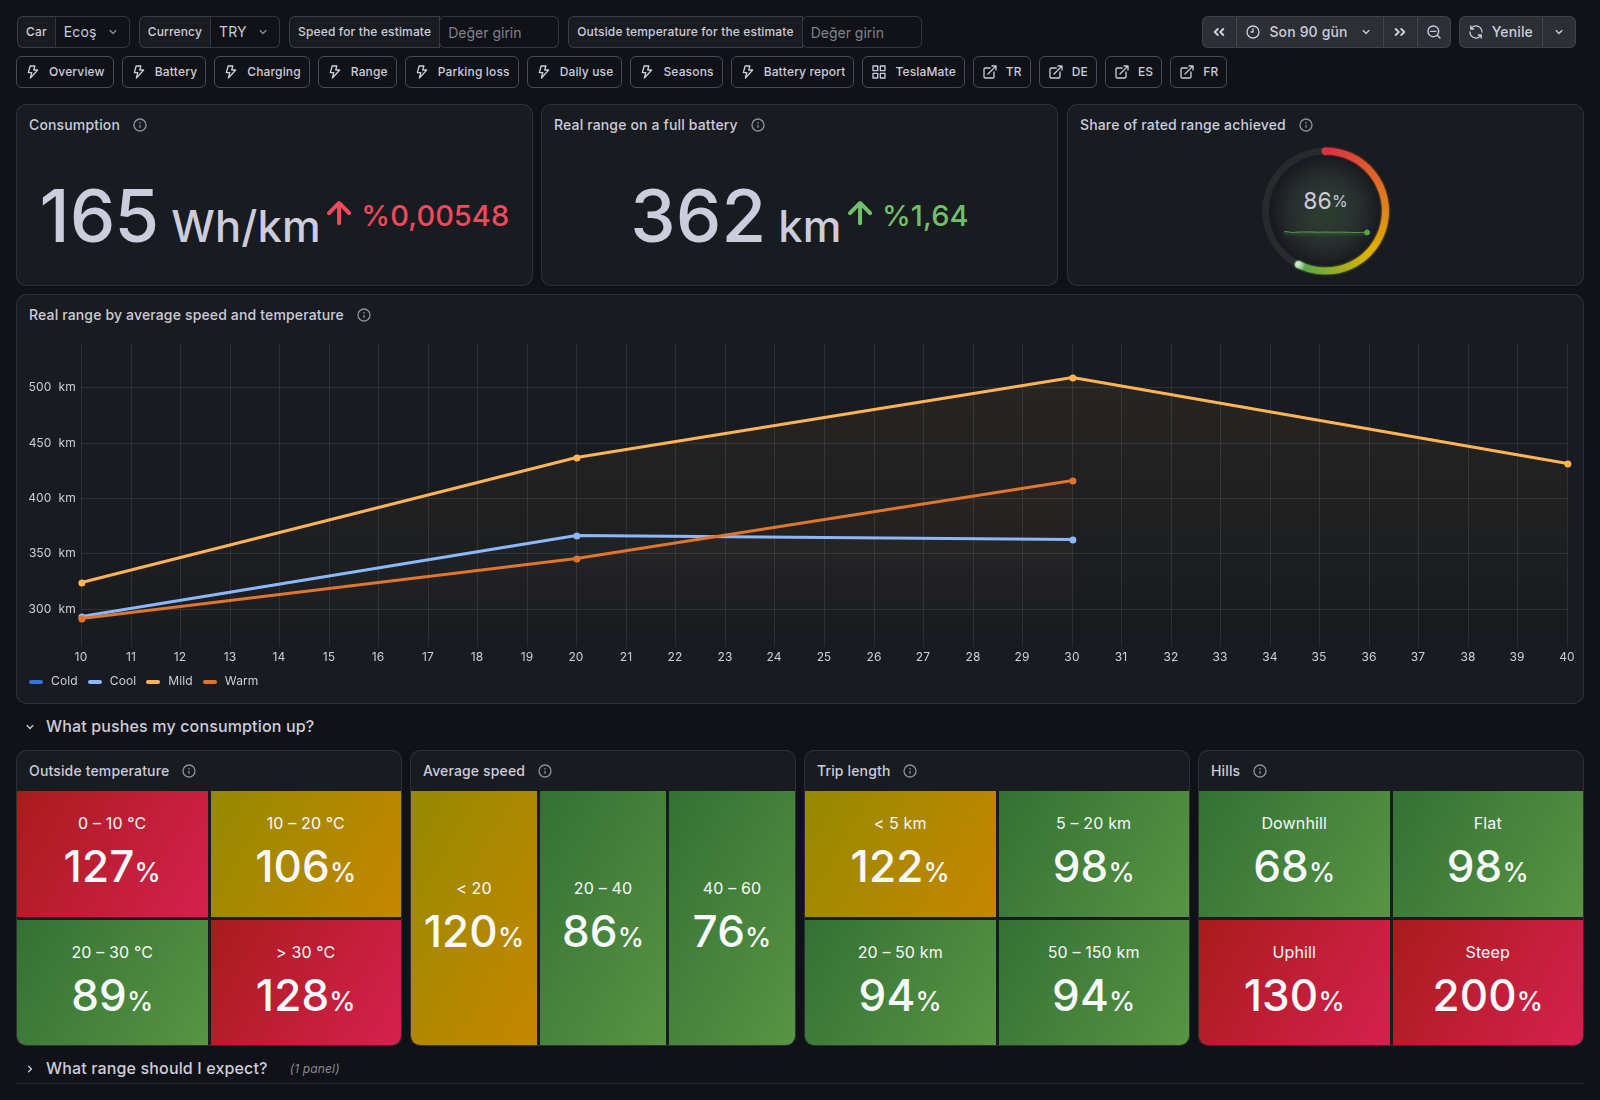 Car Ecoş Currency TRY Speed for the estimate Değer girin Outside temperature for the estimate Değer girin Son 90 gün Yenile
Overview Battery Charging Range Parking loss Daily use Seasons Battery report TeslaMate TR DE ES FR
Consumption
165 Wh/km %0,00548
Real range on a full battery
362 km %1,64
Share of rated range achieved
86%
Real range by average speed and temperature
500 km
450 km
400 km
350 km
300 km
10 11 12 13 14 15 16 17 18 19 20 21 22 23 24 25 26 27 28 29 30 31 32 33 34 35 36 37 38 39 40
Cold Cool Mild Warm
What pushes my consumption up?
Outside temperature
0 – 10 °C
127%
10 – 20 °C
106%
20 – 30 °C
89%
> 30 °C
128%
Average speed
< 20
120%
20 – 40
86%
40 – 60
76%
Trip length
< 5 km
122%
5 – 20 km
98%
20 – 50 km
94%
50 – 150 km
94%
Hills
Downhill
68%
Flat
98%
Uphill
130%
Steep
200%
What range should I expect? (1 panel)